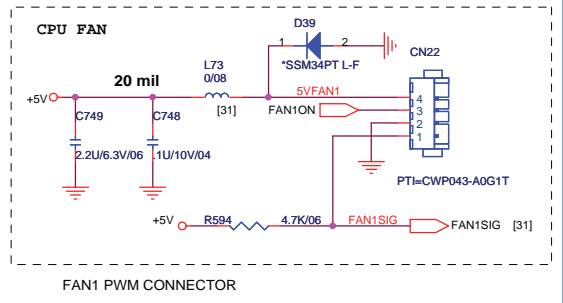 CPU FAN
D39
1 2
*SSM34PT L-F
CN22
L73
0/08
20 mil
+5V
[31]
5VFAN1
FAN1ON
4
3
2
1
C749
C748
2.2U/6.3V/06
.1U/10V/04
PTI=CWP043-A0G1T
+5V
R594
4.7K/06
FAN1SIG
FAN1SIG [31]
FAN1 PWM CONNECTOR